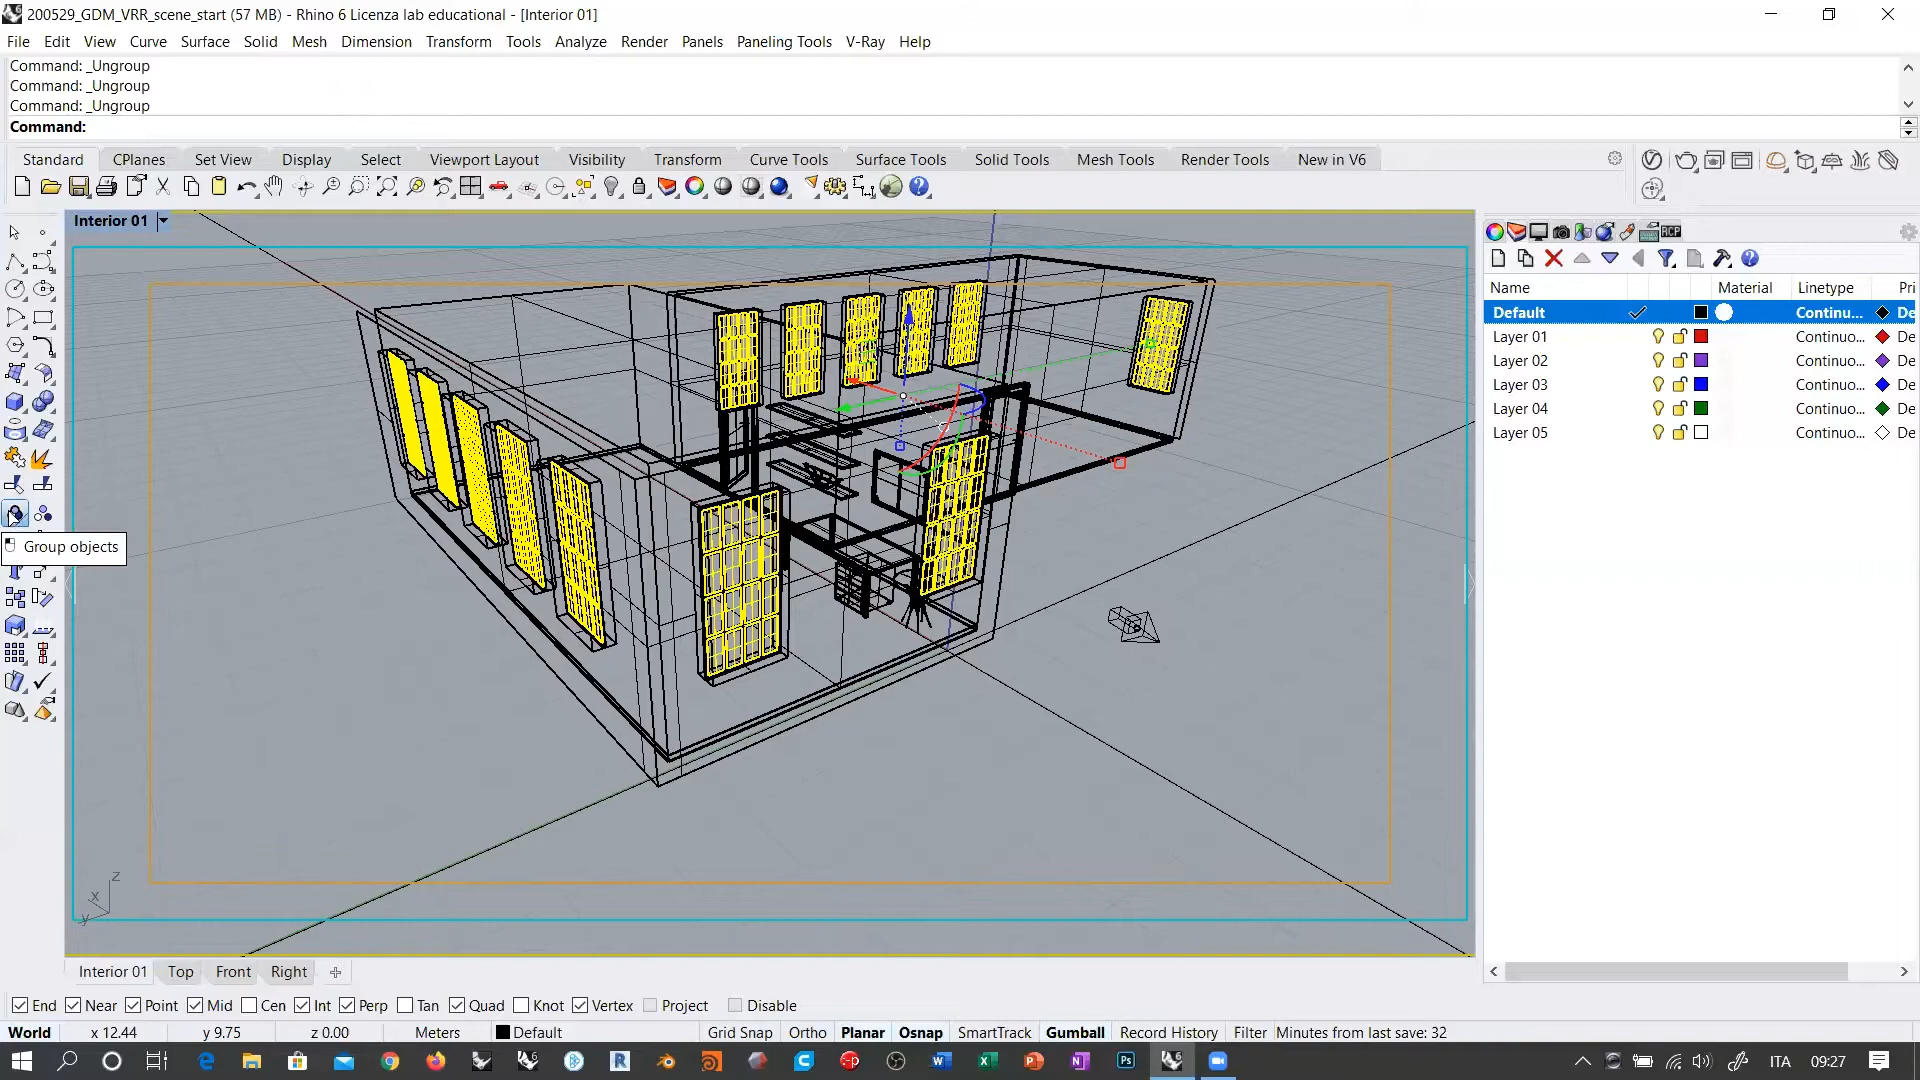 200529_GDM_VRR_scene_start (57 MB) - Rhino 6 Licenza lab educational - [Interior 01]
File Edit View Curve Surface Solid Mesh Dimension Transform Tools Analyze Render Panels Paneling Tools V-Ray Help
Command: _Ungroup
Command: _Ungroup
Command: _Ungroup
Command:
Standard CPlanes Set View Display Select Viewport Layout Visibility Transform Curve Tools Surface Tools Solid Tools Mesh Tools Render Tools New in V6
Interior 01
RCP
Name Material Linetype Pri
Default Continu... De
Layer 01 Continuo... De
Layer 02 Continuo... De
Layer 03 Continuo... De
Layer 04 Continuo... De
Layer 05 Continuo... De
Group objects
z
x
y
Interior 01 Top Front Right
End Near Point Mid Cen Int Perp Tan Quad Knot Vertex Project Disable
World x 12.44 y 9.75 z 0.00 Meters Default Grid Snap Ortho Planar Osnap SmartTrack Gumball Record History Filter Minutes from last save: 32
ITA 09:27